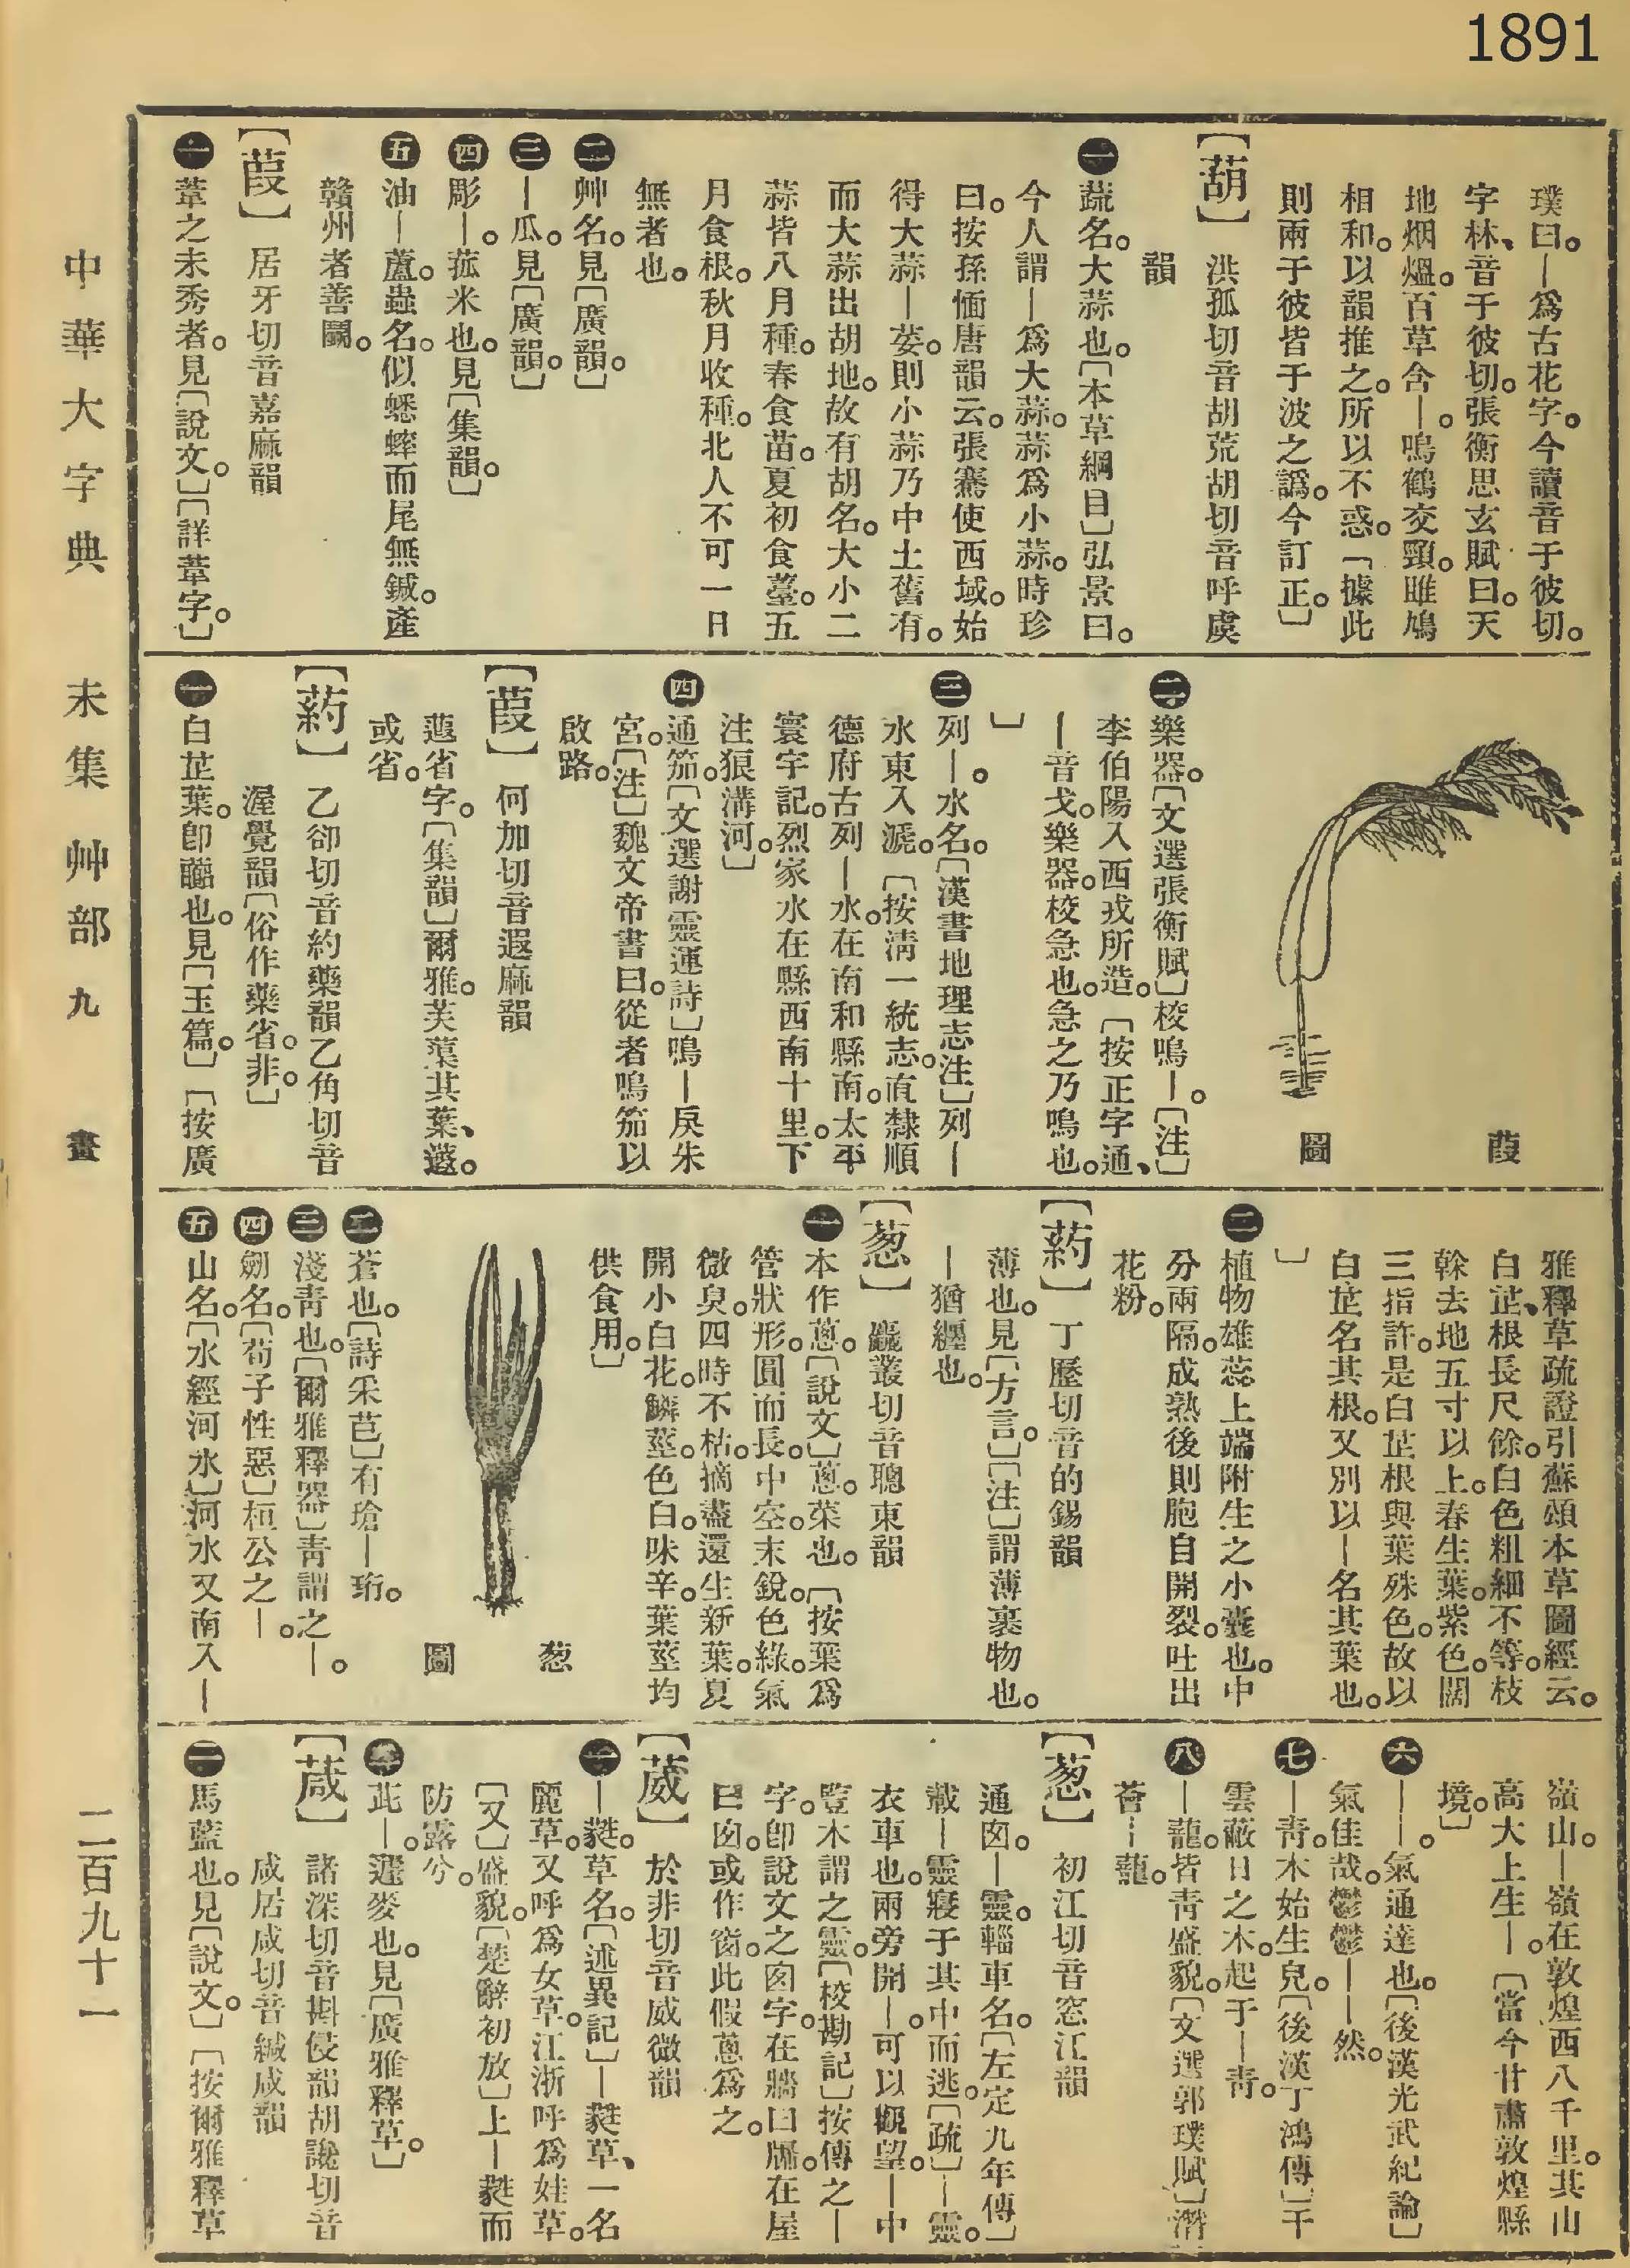 1891
璞曰。―爲古花字。今讀音于彼切。
字林、音于彼切。張衡思玄賦曰。天
地烟熅。百草含―。鳴鶴交頸。雎鳩
相和。以韻推之。所以不惑。〔據此
則兩于彼皆于波之譌。今訂正。〕
【葫】洪孤切音胡荒胡切音呼虞
韻
㊀蔬名。大蒜也。〔本草綱目〕弘景曰。
今人謂―爲大蒜。蒜爲小蒜。時珍
曰。按孫愐唐韻云。張騫使西域。始
得大蒜―荽。則小蒜乃中土舊有。
而大蒜出胡地。故有胡名。大小二
蒜皆八月種。春食苗。夏初食薹。五
月食根。秋月收種。北人不可一日
無者也。
㊁艸名。見〔廣韻。〕
㊂―瓜。見〔廣韻。〕
㊃彫―。菰米也。見〔集韻。〕
㊄油―蘆。蟲名。似蟋蟀而尾無鍼。產
贛州者善鬭。
【葭】居牙切音嘉麻韻
㊀葦之未秀者。見〔說文。〕〔詳葦字。〕
葭
圖
㊁樂器。〔文選張衡賦〕校鳴―。〔注〕
李伯陽入西戎所造。〔按正字通、
―音戈。樂器。校急也。急之乃鳴也。
〕
㊂列―。水名。〔漢書地理志注〕列―
水東入㴲。〔按淸一統志。直隸順
德府古列―水。在南和縣南。太平
寰宇記。烈家水在縣西南十里。下
注狼溝河。〕
㊃通笳。〔文選謝靈運詩〕鳴―戾朱
宮。〔注〕魏文帝書曰。從者鳴笳以
啟路。
【葭】何加切音遐麻韻
蕸省字。〔集韻〕爾雅。芙蕖其葉、蕸。
或省。
【葯】乙卻切音約藥韻乙角切音
渥覺韻〔俗作藥省。非。〕
㊀白芷葉。卽虈也。見〔玉篇。〕〔按廣
雅釋草疏證引蘇頌本草圖經云。
白芷、根長尺餘。白色粗細不等。枝
榦去地五寸以上。春生葉。紫色。闊
三指許。是白芷根與葉殊色。故以
白芷名其根。又別以―名其葉也。
〕
㊁植物雄蕊上端附生之小囊也。中
分兩隔。成熟後則胞自開裂。吐出
花粉。
【葯】丁歷切音的錫韻
薄也。見〔方言。〕〔注〕謂薄裹物也。
―猶纏也。
【葱】麤叢切音聰東韻
㊀本作蔥。〔說文〕蔥。菜也。〔按葉爲
管狀形。圓而長。中空。末銳。色綠。氣
微臭。四時不枯。摘盡還生新葉。夏
開小白花。鱗莖。色白。味辛。葉莖均
供食用。〕
葱
圖
㊁蒼也。〔詩采芑〕有瑲―珩。
㊂淺靑也。〔爾雅釋器〕靑謂之―。
㊃劒名。〔荀子性惡〕桓公之―。
㊄山名。〔水經河水〕河水又南入―
嶺山。―嶺在敦煌西八千里。其山
高大上生―。〔當今甘肅敦煌縣
境。〕
㊅――。氣通達也。〔後漢光武紀論〕
氣佳哉。鬱鬱――然。
㊆―靑。木始生皃。〔後漢丁鴻傳〕干
雲蔽日之木。起于―靑。
㊇―蘢。皆靑盛貌。〔文選郭璞賦〕潛
薈―蘢。
【葱】初江切音窓江韻
通囪。―靈。輜車名。〔左定九年傳〕
載―靈寢于其中而逃。〔疏〕―靈。
衣車也。兩旁開―。可以觀望。―中
豎木謂之靈。〔校勘記〕按傳之―
字。卽說文之囱字。在牆曰牖。在屋
曰囱。或作窗。此假蔥爲之。
【葳】於非切音威微韻
㊀―蕤。草名。〔述異記〕―蕤草、一名
麗草。又呼爲女草。江浙呼爲娃草。
〔又〕盛貌。〔楚辭初放〕上―蕤而
防露兮。
㊁茈―。蘧麥也。見〔廣雅釋草。〕
【葴】諸深切音斟侵韻胡讒切音
咸居咸切音緘咸韻
㊀馬藍也。見〔說文。〕〔按爾雅釋草
中華大字典　未集　艸部　九　畫
一二百九十一